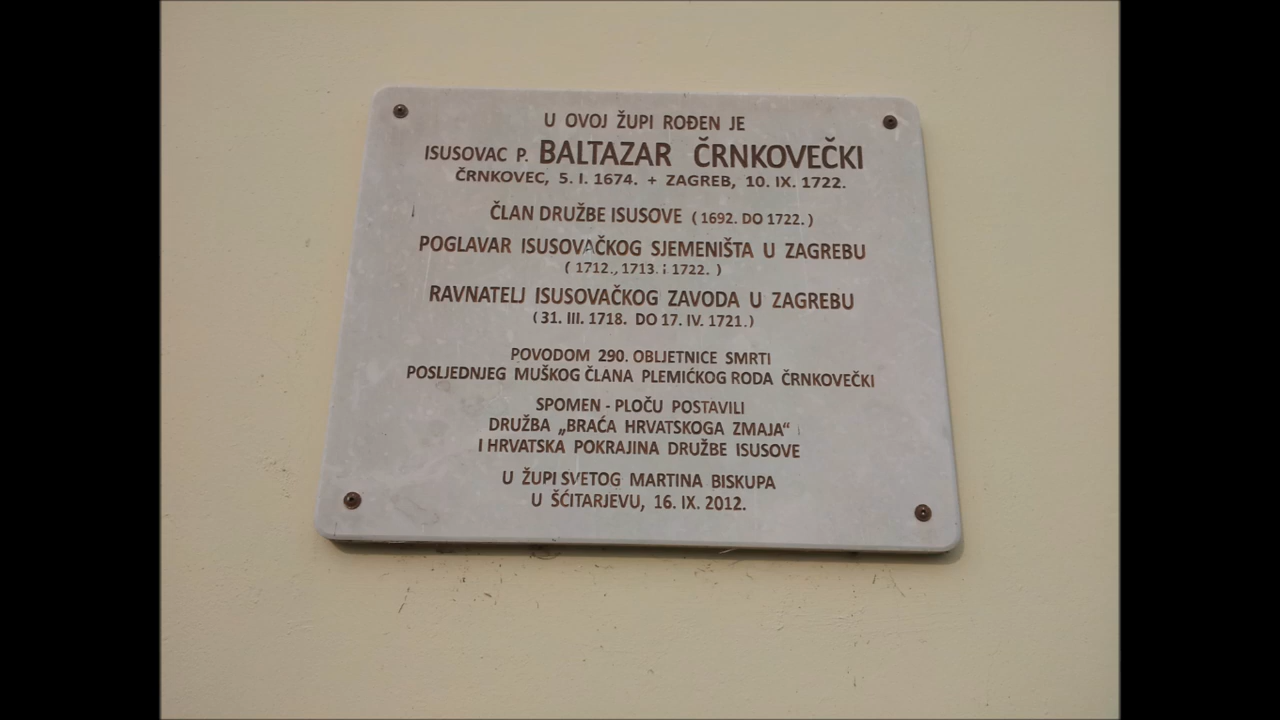 U OVOJ ŽUPI ROĐEN JE
ISUSOVAC P. BALTAZAR ČRNKOVEČKI
ČRNKOVEC, 5. I. 1674. + ZAGREB, 10. IX. 1722.
ČLAN DRUŽBE ISUSOVE ( 1692. DO 1722. )
POGLAVAR ISUSOVAČKOG SJEMENIŠTA U ZAGREBU
( 1712., 1713. i 1722. )
RAVNATELJ ISUSOVAČKOG ZAVODA U ZAGREBU
( 31. III. 1718. DO 17. IV. 1721. )
POVODOM 290. OBLJETNICE SMRTI
POSLJEDNJEG MUŠKOG ČLANA PLEMIĆKOG RODA ČRNKOVEČKI
SPOMEN - PLOČU POSTAVILI
DRUŽBA „BRAĆA HRVATSKOGA ZMAJA“
I HRVATSKA POKRAJINA DRUŽBE ISUSOVE
U ŽUPI SVETOG MARTINA BISKUPA
U ŠĆITARJEVU, 16. IX. 2012.